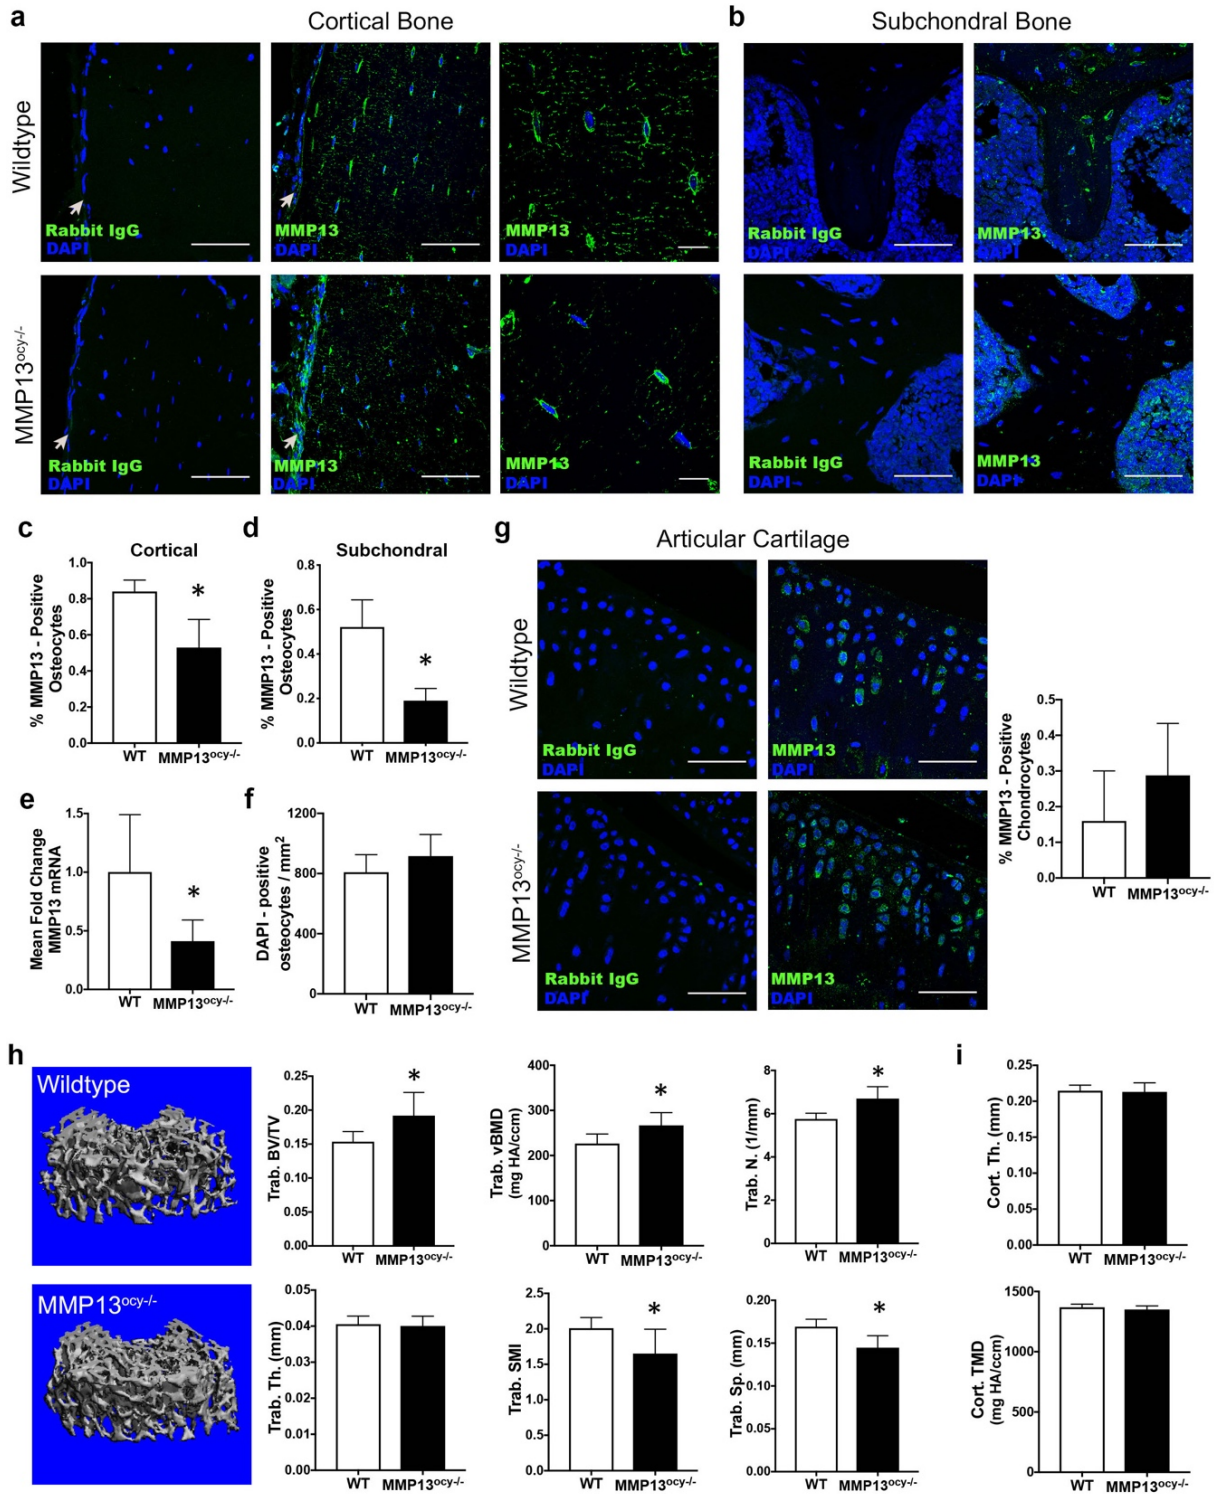 a
Cortical Bone
b
Subchondral Bone
Wildtype
Rabbit IgG
DAPI
MMP13
DAPI
MMP13
DAPI
Rabbit IgG
DAPI
MMP13
DAPI
MMP13ocy-/-
Rabbit IgG
DAPI
MMP13
DAPI
MMP13
DAPI
Rabbit IgG
DAPI
MMP13
DAPI
c
Cortical
% MMP13 - Positive
Osteocytes
1.0
0.8
0.6
0.4
0.2
0.0
*
WT
MMP13ocy-/-
d
Subchondral
% MMP13 - Positive
Osteocytes
0.8
0.6
0.4
0.2
0.0
*
WT
MMP13ocy-/-
e
Mean Fold Change
MMP13 mRNA
1.5
1.0
0.5
0.0
*
WT
MMP13ocy-/-
f
DAPI - positive
osteocytes / mm2
1200
800
400
0
WT
MMP13ocy-/-
g
Articular Cartilage
Wildtype
Rabbit IgG
DAPI
MMP13
DAPI
MMP13ocy-/-
Rabbit IgG
DAPI
MMP13
DAPI
% MMP13 - Positive
Chondrocytes
0.5
0.4
0.3
0.2
0.1
0.0
WT
MMP13ocy-/-
h
Wildtype
MMP13ocy-/-
Trab. BV/TV
0.25
0.20
0.15
0.10
0.05
0.00
*
WT
MMP13ocy-/-
Trab. vBMD
(mg HA/ccm)
400
300
200
100
0
*
WT
MMP13ocy-/-
Trab. N. (1/mm)
8
6
4
2
0
*
WT
MMP13ocy-/-
Trab. Th. (mm)
0.05
0.04
0.03
0.02
0.01
0.00
WT
MMP13ocy-/-
Trab. SMI
2.5
2.0
1.5
1.0
0.5
0.0
*
WT
MMP13ocy-/-
Trab. Sp. (mm)
0.20
0.15
0.10
0.05
0.00
*
WT
MMP13ocy-/-
i
Cort. Th. (mm)
0.25
0.20
0.15
0.10
0.05
0.00
WT
MMP13ocy-/-
Cort. TMD
(mg HA/ccm)
1500
1000
500
0
WT
MMP13ocy-/-